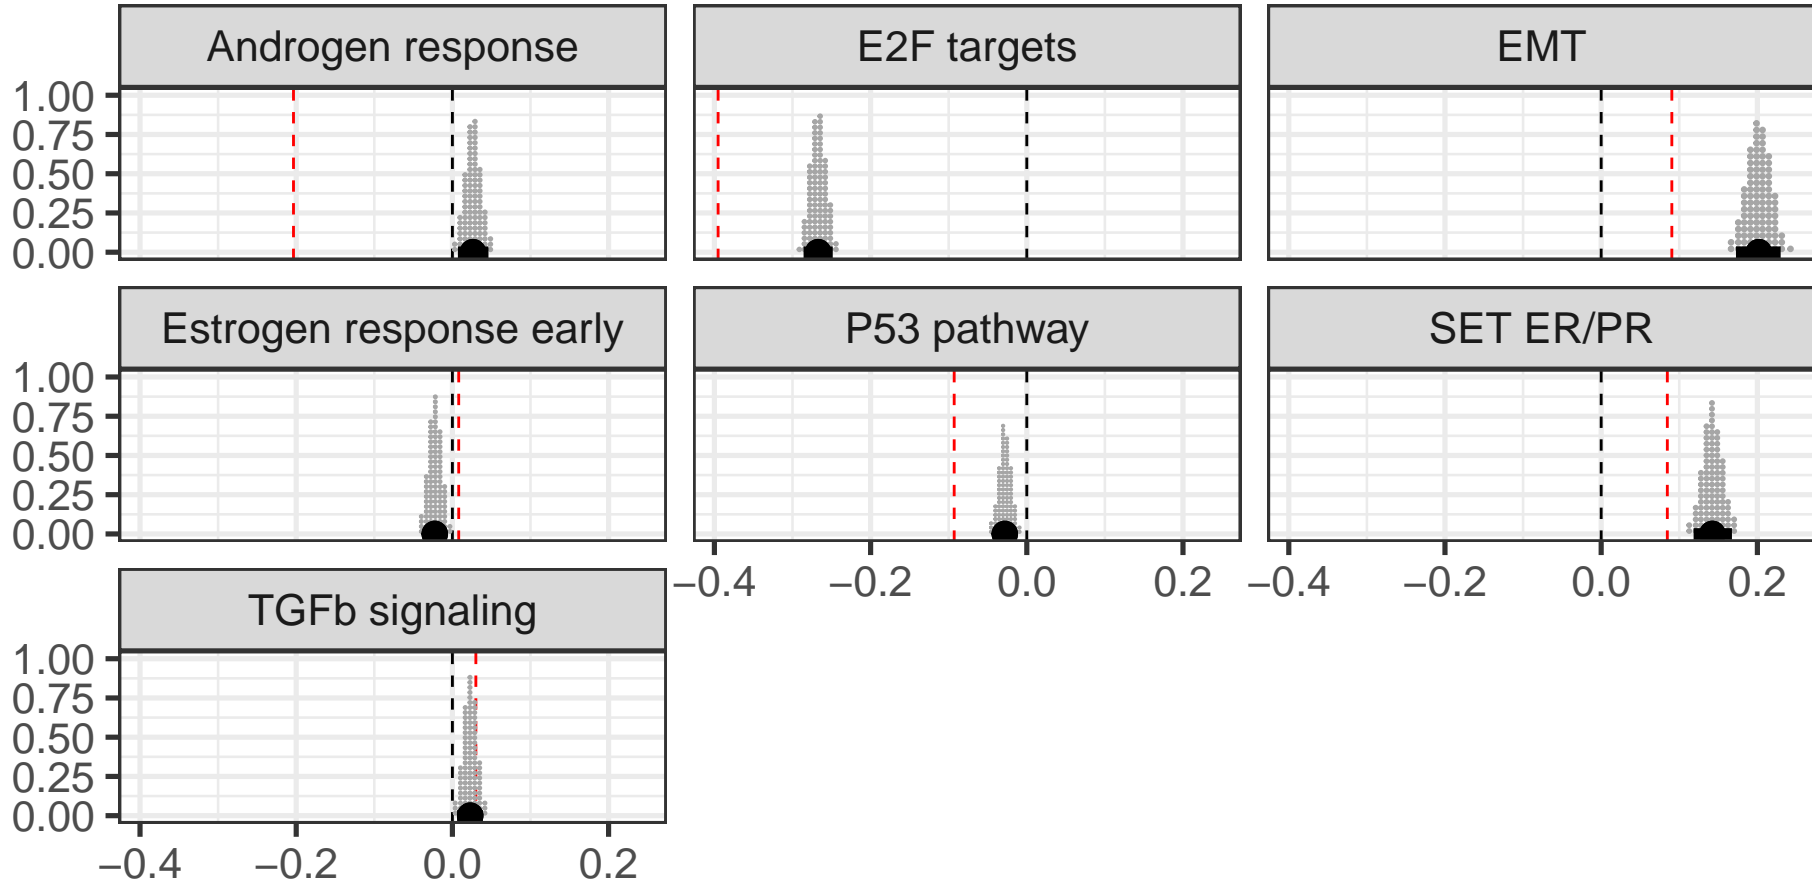 Androgen response
E2F targets
EMT
1.00
0.75
0.50
0.25
0.00
Estrogen response early
P53 pathway
SET ER/PR
1.00
0.75
0.50
0.25
0.00
−0.4 −0.2 0.0 0.2
−0.4 −0.2 0.0 0.2
TGFb signaling
1.00
0.75
0.50
0.25
0.00
−0.4 −0.2 0.0 0.2